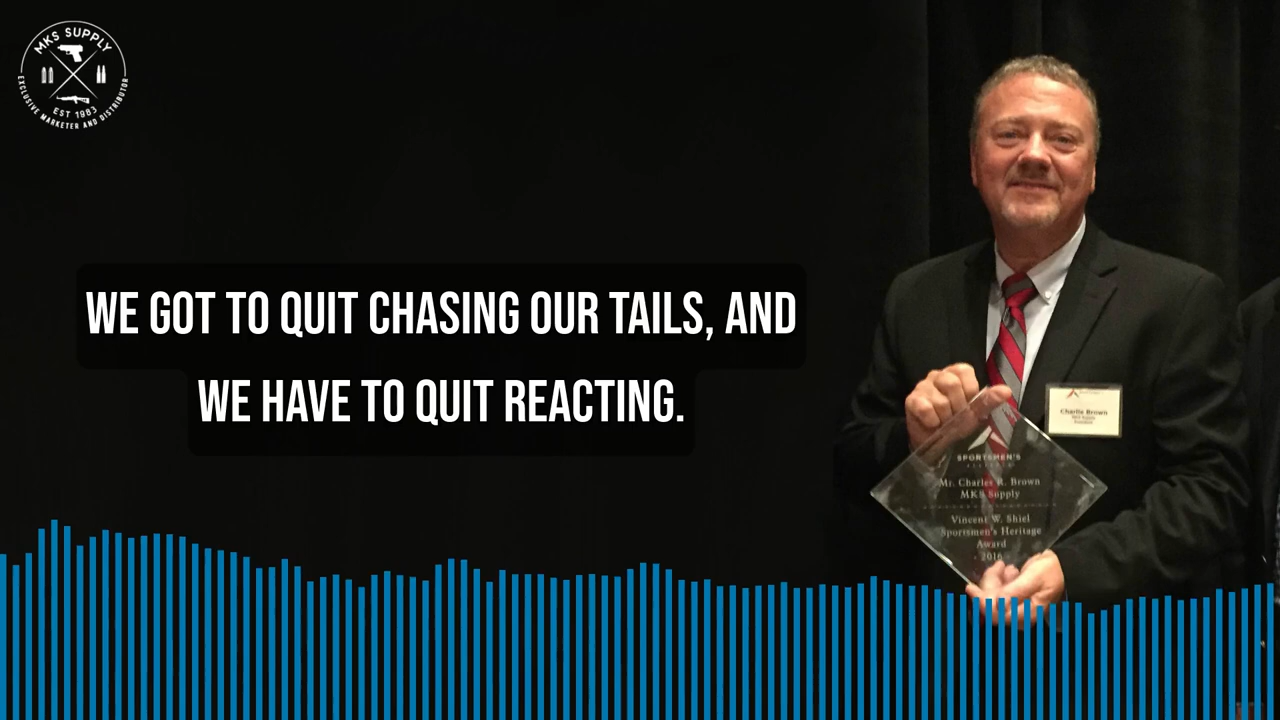 MKS SUPPLY
EST 1983
EXCLUSIVE MARKETER AND DISTRIBUTOR
WE GOT TO QUIT CHASING OUR TAILS, AND
WE HAVE TO QUIT REACTING.
Charlie Brown
SPORTSMEN'S
Mr. Charles R. Brown
MKS Supply
Vincent W. Shiel
Sportsmen's Heritage
Award
- 2016 -